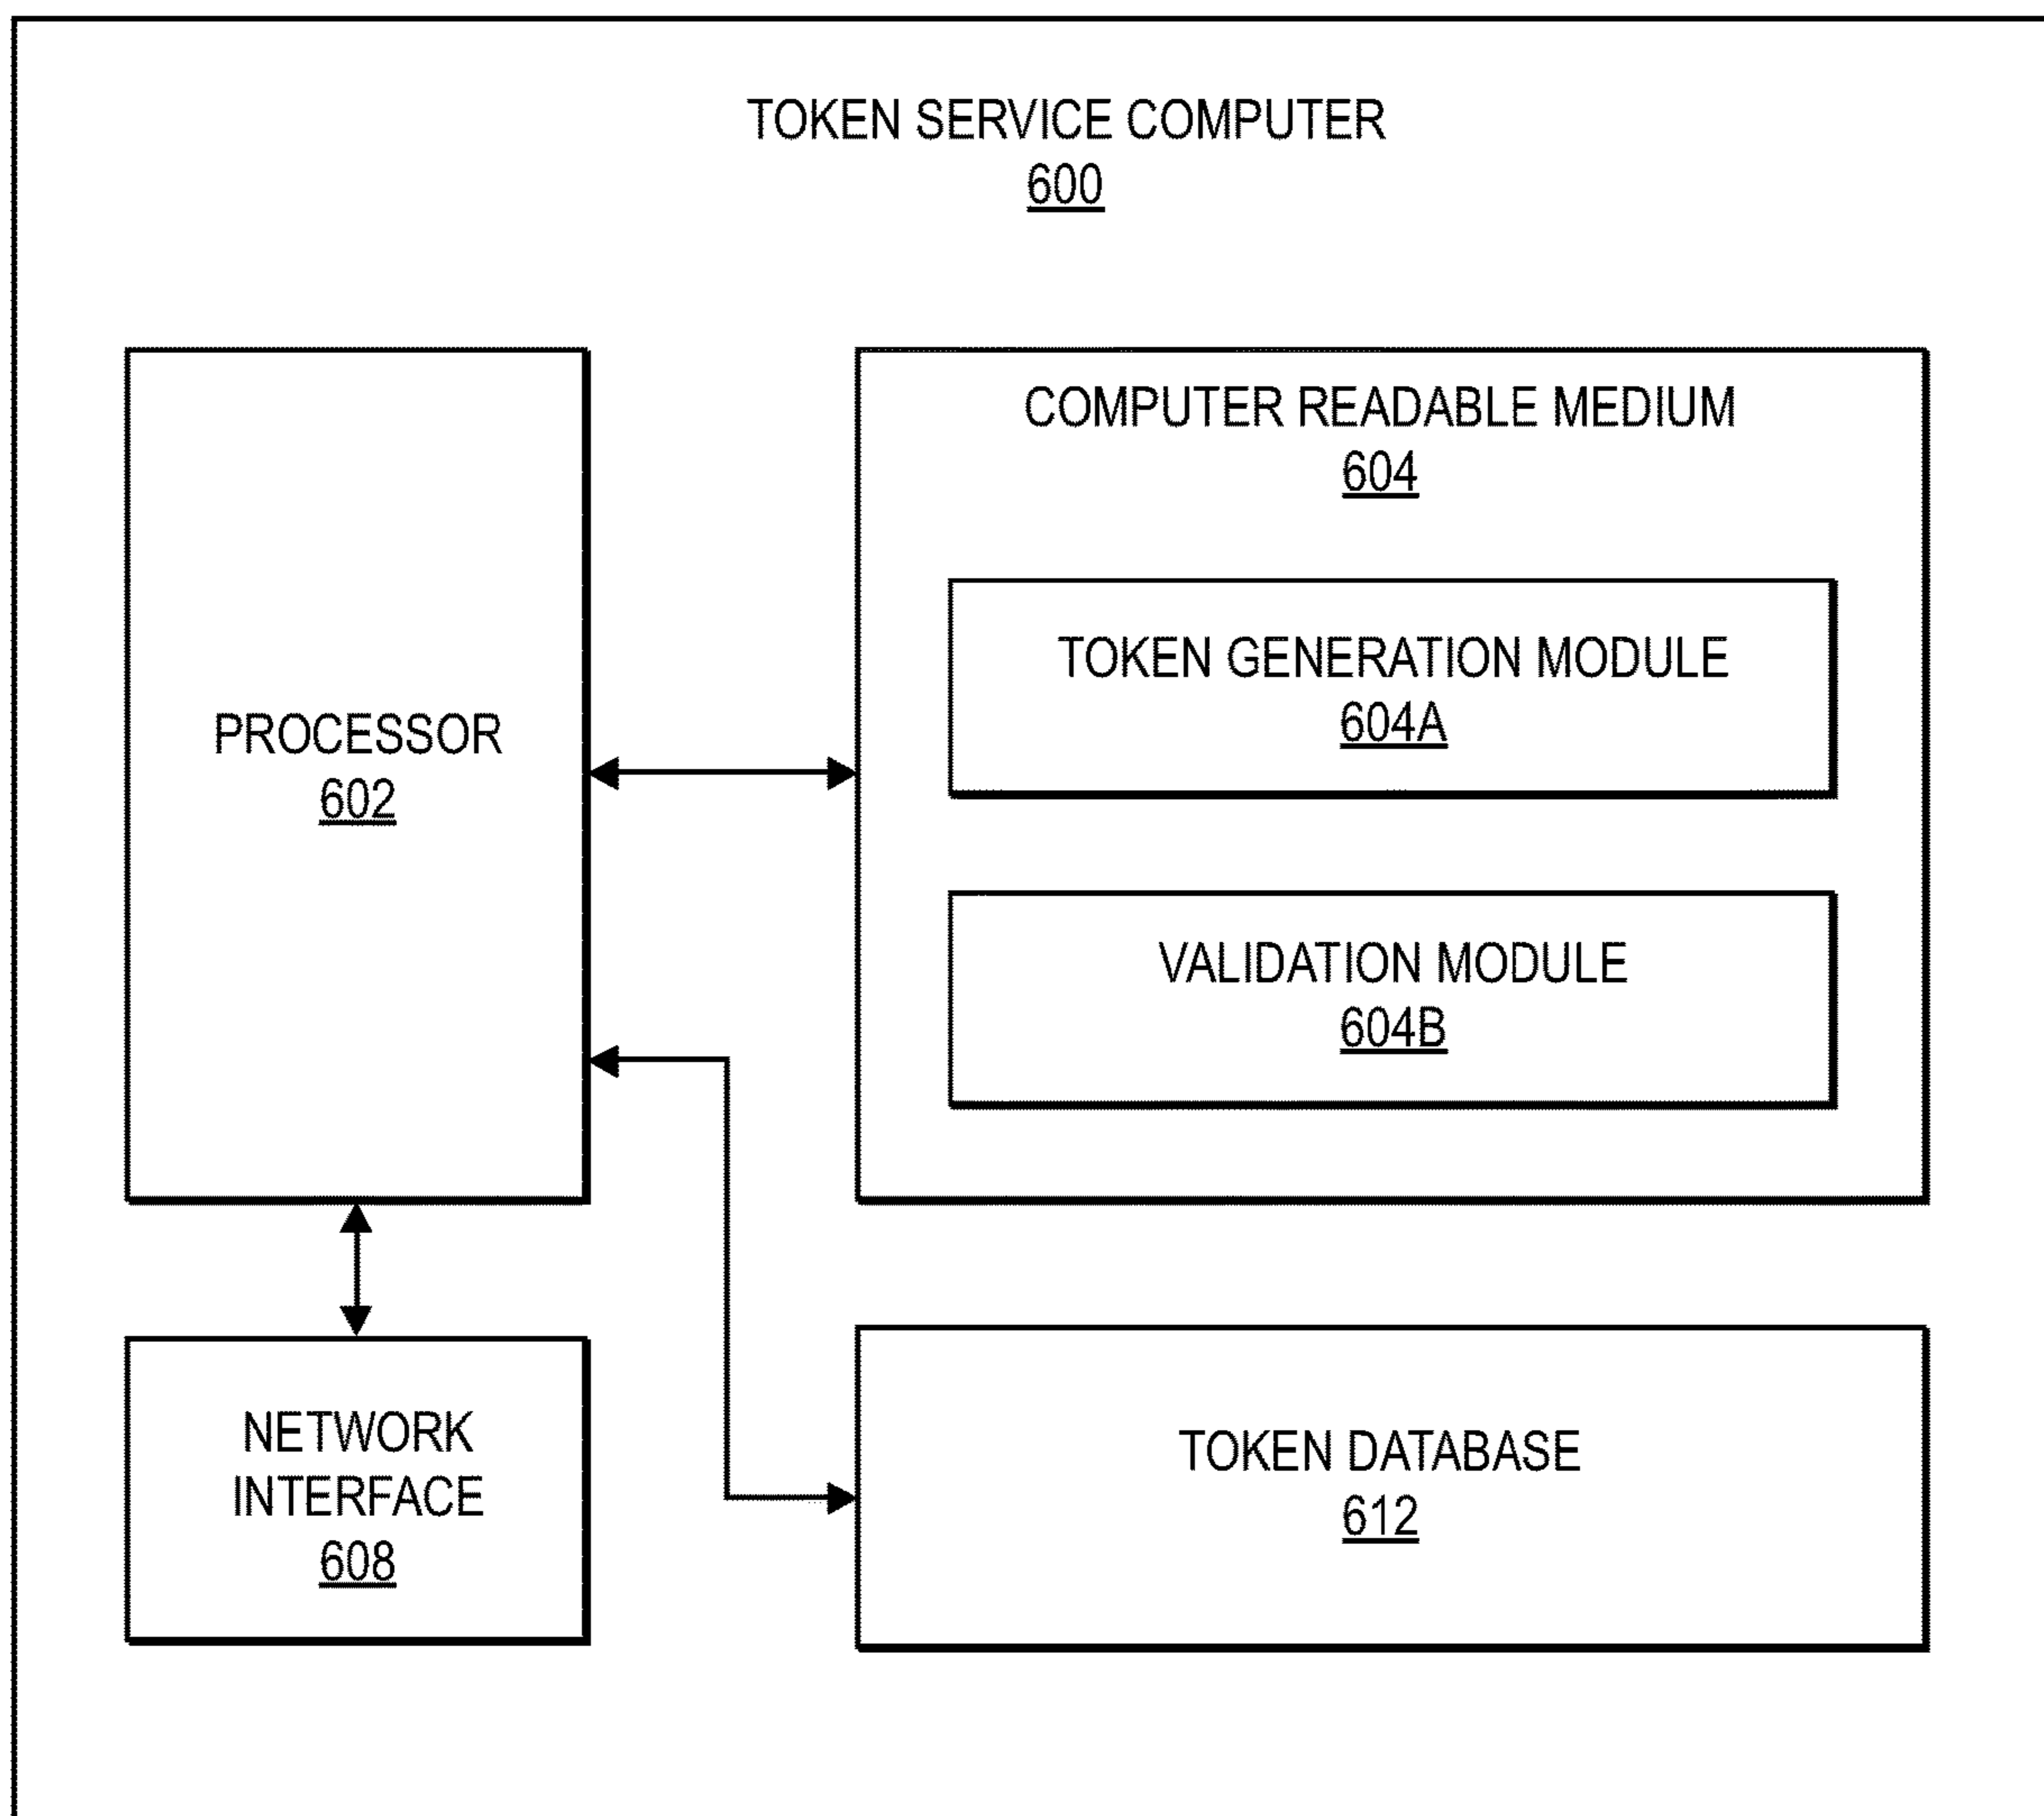 TOKEN SERVICE COMPUTER
600
PROCESSOR
602
COMPUTER READABLE MEDIUM
604
TOKEN GENERATION MODULE
604A
VALIDATION MODULE
604B
NETWORK
INTERFACE
608
TOKEN DATABASE
612